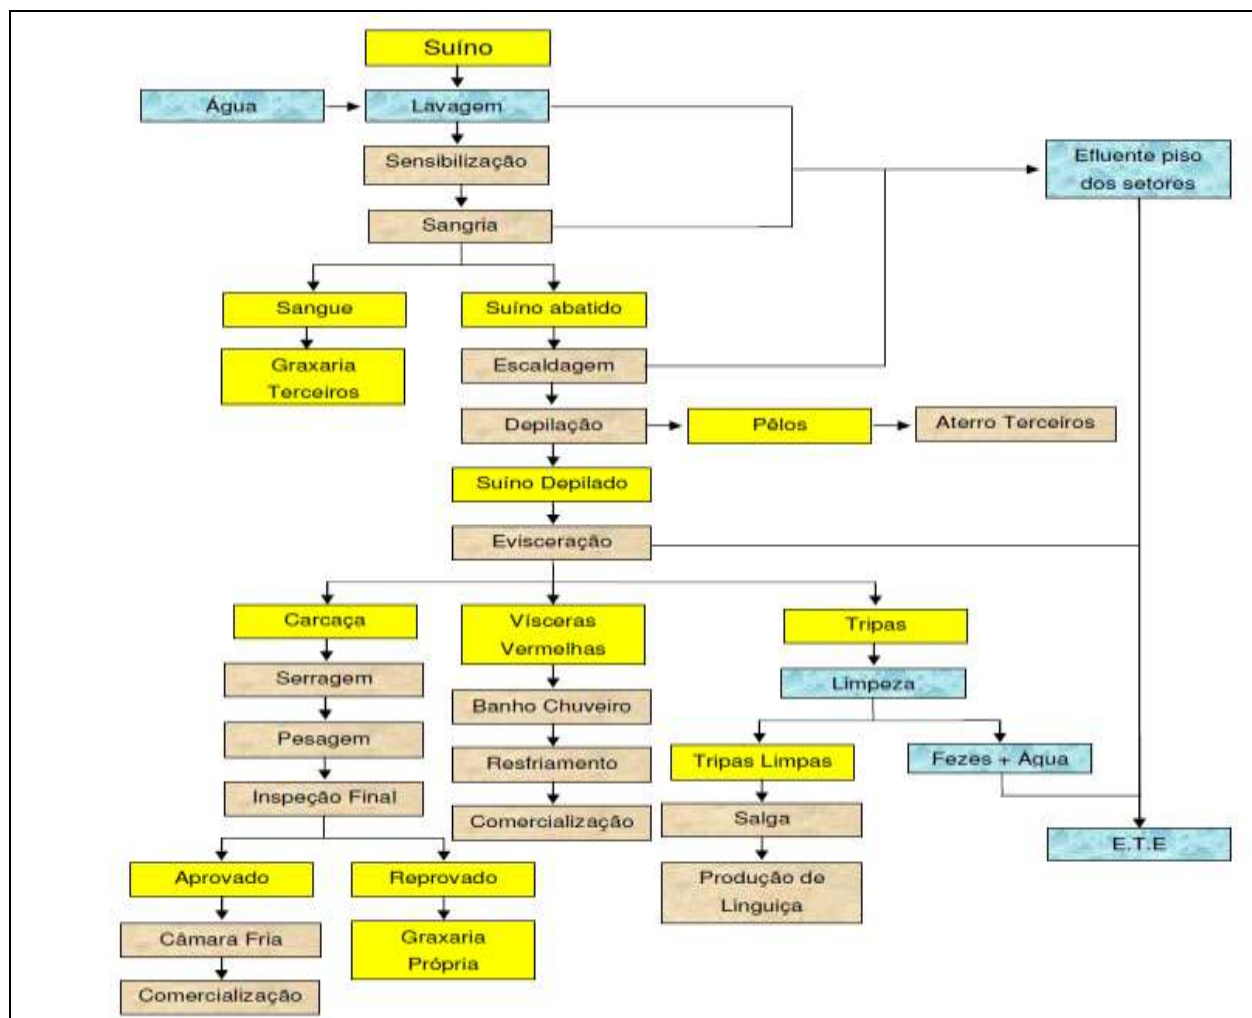 Suíno
Água
Lavagem
Sensibilização
Efluente piso
dos setores
Sangria
Sangue
Suíno abatido
Graxaria
Terceiros
Escaldagem
Depilação
Pêlos
Aterro Terceiros
Suíno Depilado
Evisceração
Carcaça
Vísceras
Vermelhas
Tripas
Serragem
Limpeza
Banho Chuveiro
Pesagem
Resfriamento
Tripas Limpas
Fezes + Água
Inspeção Final
Comercialização
Salga
E.T.E
Aprovado
Reprovado
Produção de
Linguiça
Câmara Fria
Graxaria
Própria
Comercialização